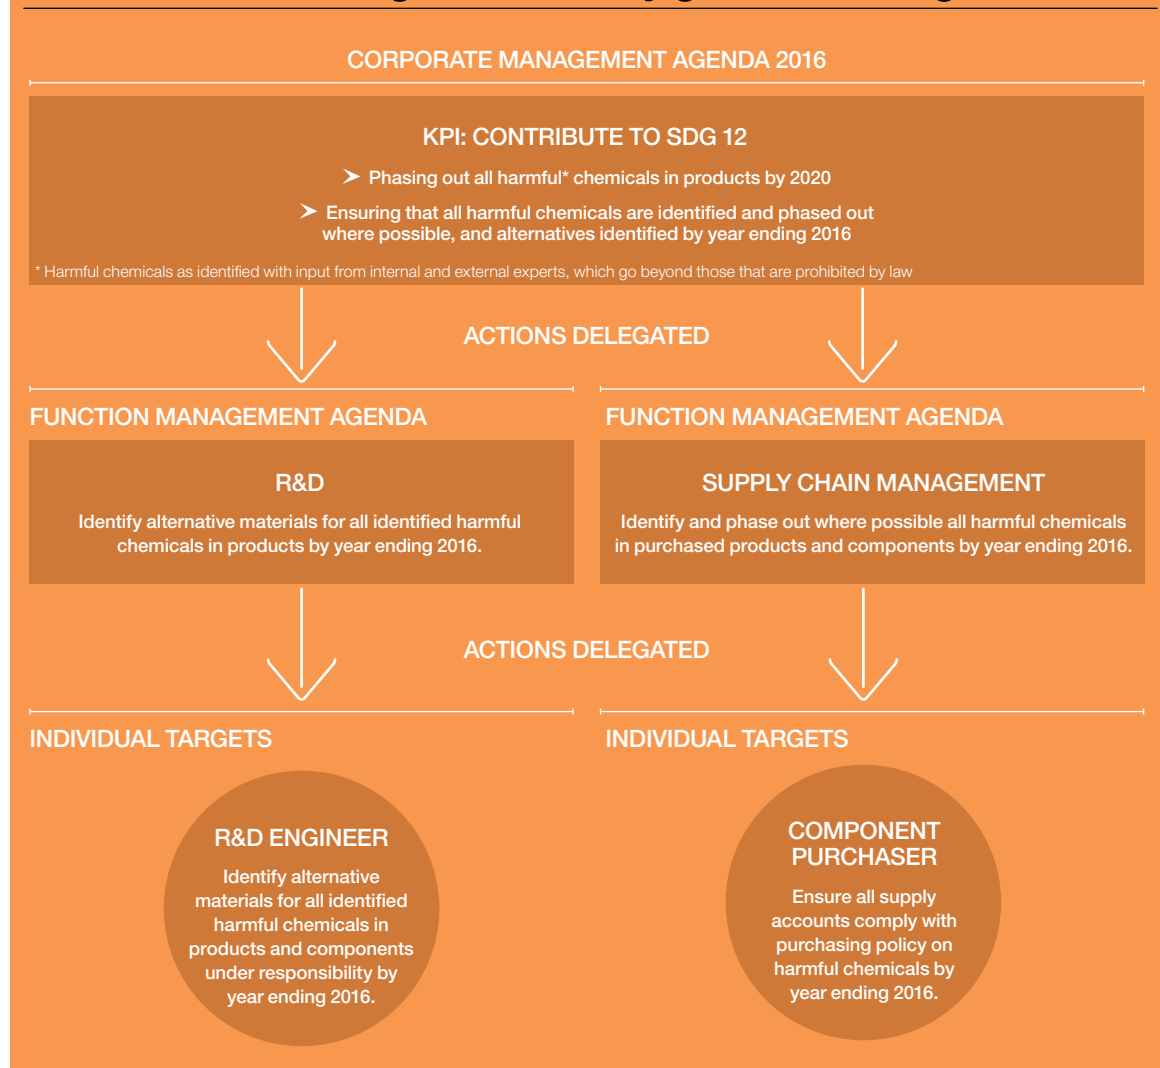 CORPORATE MANAGEMENT AGENDA 2016
KPI: CONTRIBUTE TO SDG 12
➤ Phasing out all harmful* chemicals in products by 2020
➤ Ensuring that all harmful chemicals are identified and phased out
where possible, and alternatives identified by year ending 2016
* Harmful chemicals as identified with input from internal and external experts, which go beyond those that are prohibited by law
ACTIONS DELEGATED
FUNCTION MANAGEMENT AGENDA
R&D
Identify alternative materials for all identified harmful
chemicals in products by year ending 2016.
FUNCTION MANAGEMENT AGENDA
SUPPLY CHAIN MANAGEMENT
Identify and phase out where possible all harmful chemicals
in purchased products and components by year ending 2016.
ACTIONS DELEGATED
INDIVIDUAL TARGETS
R&D ENGINEER
Identify alternative
materials for all identified
harmful chemicals in
products and components
under responsibility by
year ending 2016.
INDIVIDUAL TARGETS
COMPONENT
PURCHASER
Ensure all supply
accounts comply with
purchasing policy on
harmful chemicals by
year ending 2016.